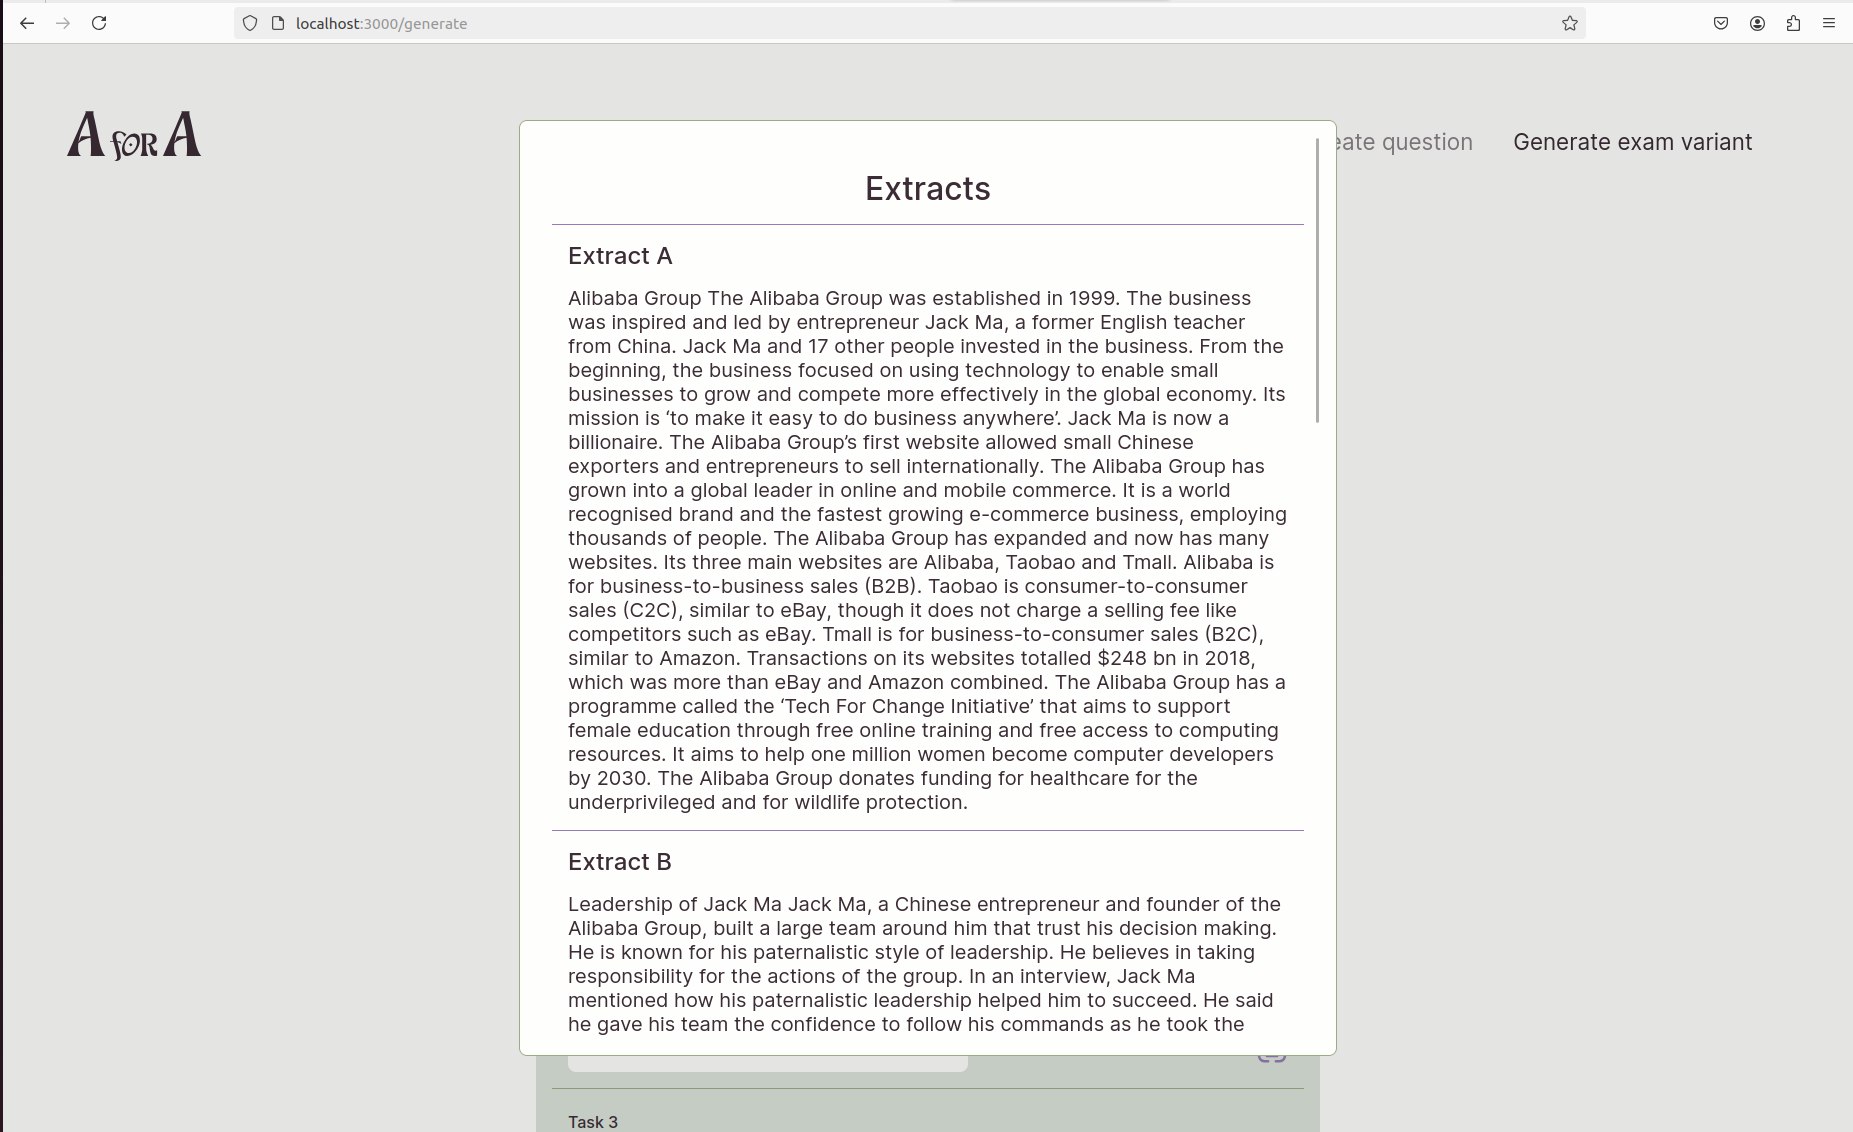 localhost:3000/generate
A for A
eate question
Generate exam variant
Extracts
Extract A
Alibaba Group The Alibaba Group was established in 1999. The business
was inspired and led by entrepreneur Jack Ma, a former English teacher
from China. Jack Ma and 17 other people invested in the business. From the
beginning, the business focused on using technology to enable small
businesses to grow and compete more effectively in the global economy. Its
mission is ‘to make it easy to do business anywhere’. Jack Ma is now a
billionaire. The Alibaba Group’s first website allowed small Chinese
exporters and entrepreneurs to sell internationally. The Alibaba Group has
grown into a global leader in online and mobile commerce. It is a world
recognised brand and the fastest growing e-commerce business, employing
thousands of people. The Alibaba Group has expanded and now has many
websites. Its three main websites are Alibaba, Taobao and Tmall. Alibaba is
for business-to-business sales (B2B). Taobao is consumer-to-consumer
sales (C2C), similar to eBay, though it does not charge a selling fee like
competitors such as eBay. Tmall is for business-to-consumer sales (B2C),
similar to Amazon. Transactions on its websites totalled $248 bn in 2018,
which was more than eBay and Amazon combined. The Alibaba Group has a
programme called the ‘Tech For Change Initiative’ that aims to support
female education through free online training and free access to computing
resources. It aims to help one million women become computer developers
by 2030. The Alibaba Group donates funding for healthcare for the
underprivileged and for wildlife protection.
Extract B
Leadership of Jack Ma Jack Ma, a Chinese entrepreneur and founder of the
Alibaba Group, built a large team around him that trust his decision making.
He is known for his paternalistic style of leadership. He believes in taking
responsibility for the actions of the group. In an interview, Jack Ma
mentioned how his paternalistic leadership helped him to succeed. He said
he gave his team the confidence to follow his commands as he took the
Task 3